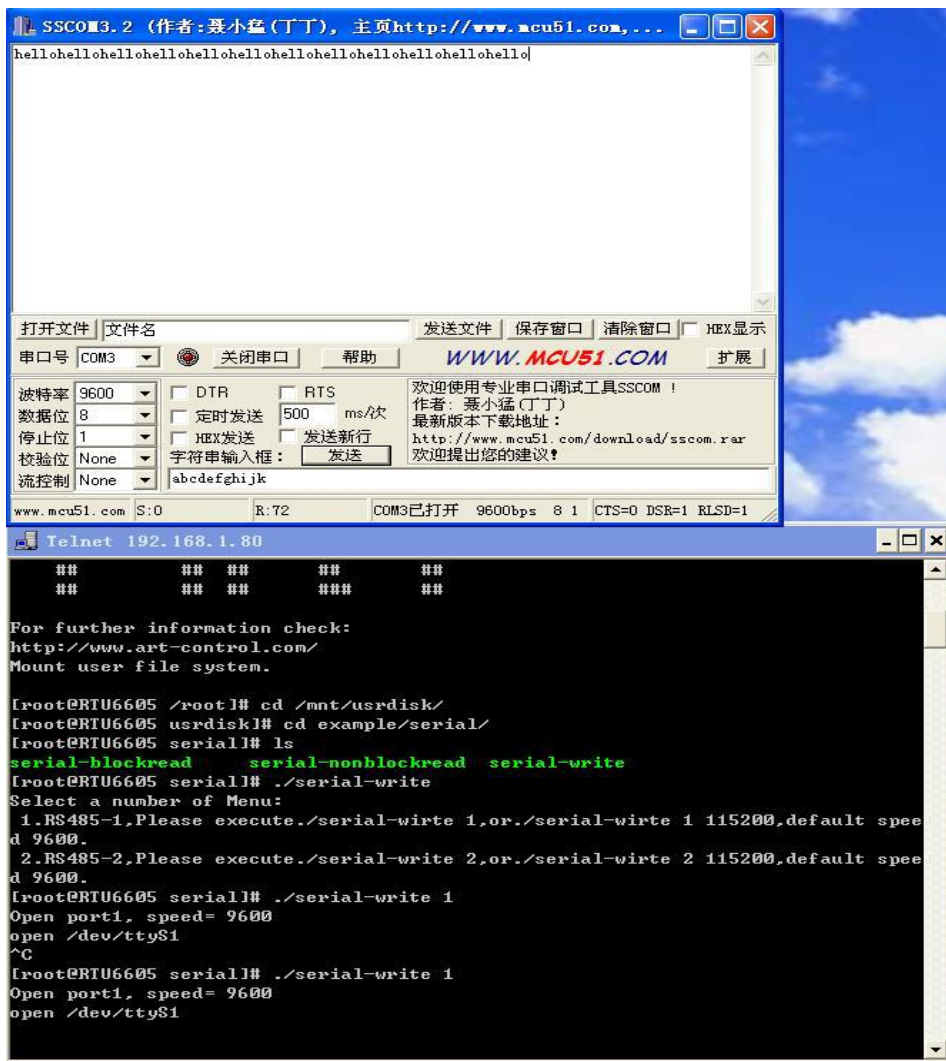 SSCOM3.2 (作者:聂小猛(丁丁), 主页http://www.mcu51.com,...
hellohellohellohellohellohellohellohellohellohellohellohello
打开文件 文件名 发送文件 保存窗口 清除窗口 HEX显示
串口号 COM3 关闭串口 帮助 WWW.MCU51.COM 扩展
波特率 9600 DTR RTS
数据位 8 定时发送 500 ms/次
停止位 1 HEX发送 发送新行
校验位 None 字符串输入框： 发送
流控制 None abcdefghijk
欢迎使用专业串口调试工具SSCOM !
作者: 聂小猛(丁丁)
最新版本下载地址：
http://www.mcu51.com/download/sscom.rar
欢迎提出您的建议!
www.mcu51.com S:0 R:72 COM3已打开 9600bps 8 1 CTS=0 DSR=1 RLSD=1
Telnet 192.168.1.80
## ## ## ## ##
## ## ## ### ##
For further information check:
http://www.art-control.com/
Mount user file system.
[root@RTU6605 /root]# cd /mnt/usrdisk/
[root@RTU6605 usrdisk]# cd example/serial/
[root@RTU6605 serial]# ls
serial-blockread serial-nonblockread serial-write
[root@RTU6605 serial]# ./serial-write
Select a number of Menu:
1.RS485-1,Please execute./serial-wirte 1,or./serial-wirte 1 115200,default spee
d 9600.
2.RS485-2,Please execute./serial-write 2,or./serial-wirte 2 115200,default spee
d 9600.
[root@RTU6605 serial]# ./serial-write 1
Open port1, speed= 9600
open /dev/ttyS1
^C
[root@RTU6605 serial]# ./serial-write 1
Open port1, speed= 9600
open /dev/ttyS1